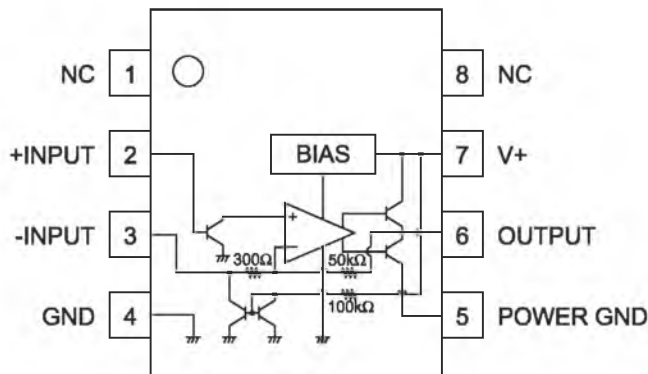 NC 1 8 NC
+INPUT 2 BIAS 7 V+
-INPUT 3 + − 6 OUTPUT
300Ω 50kΩ
100kΩ
GND 4 5 POWER GND